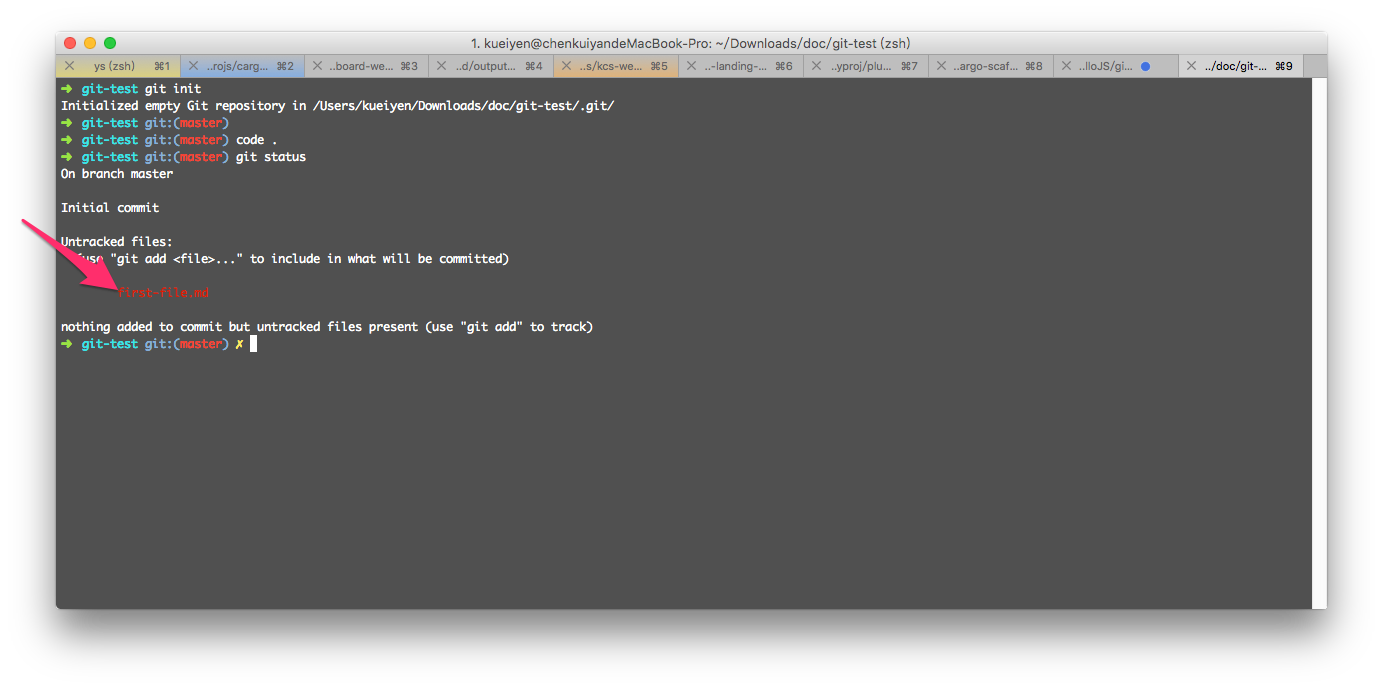 1. kueiyen@chenkuiyandeMacBook-Pro: ~/Downloads/doc/git-test (zsh)
ys (zsh) ⌘1 ..rojs/carg... ⌘2 ..board-we... ⌘3 ..d/output... ⌘4 ..s/kcs-we... ⌘5 ..-landing-... ⌘6 ..yproj/plu... ⌘7 ..argo-scaf... ⌘8 ..lloJS/gi... ../doc/git-... ⌘9
➜ git-test git init
Initialized empty Git repository in /Users/kueiyen/Downloads/doc/git-test/.git/
➜ git-test git:(master)
➜ git-test git:(master) code .
➜ git-test git:(master) git status
On branch master
Initial commit
Untracked files:
(use "git add <file>..." to include in what will be committed)
first-file.md
nothing added to commit but untracked files present (use "git add" to track)
➜ git-test git:(master) ✗